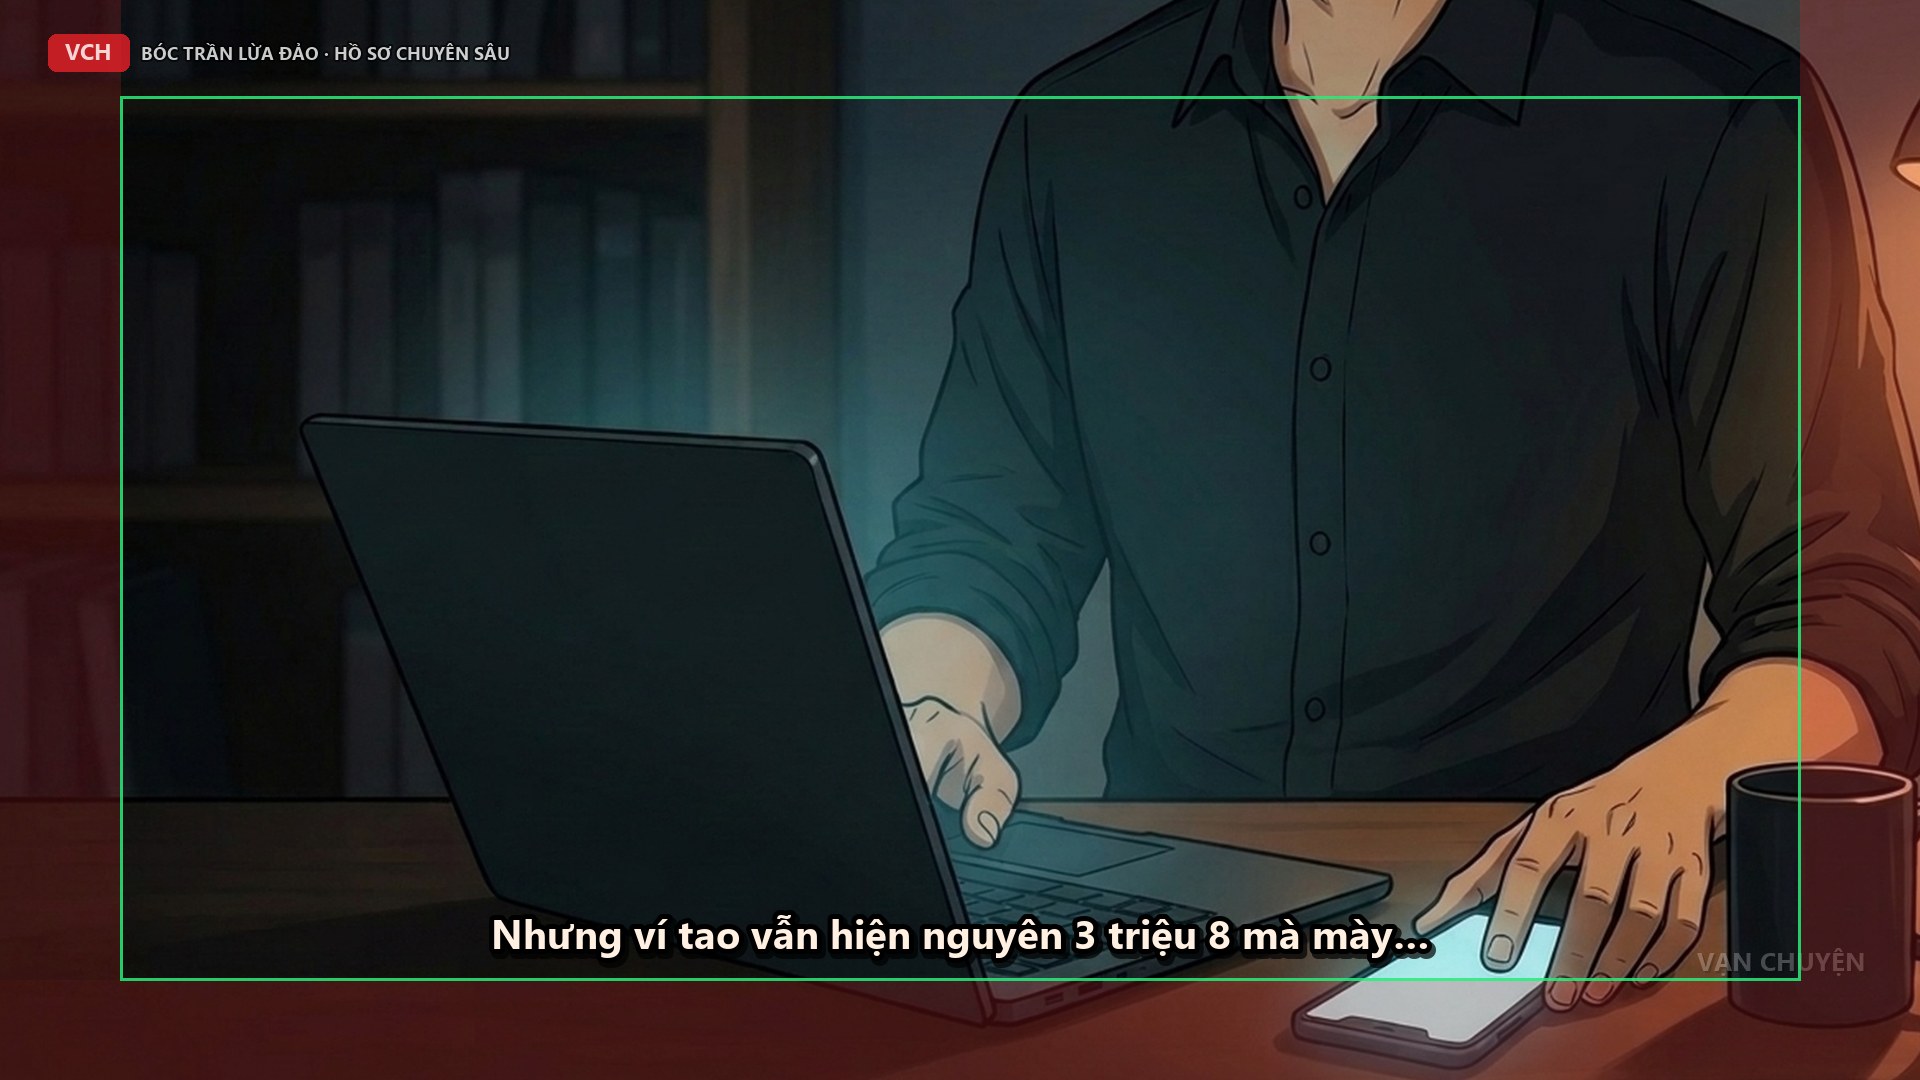 VCH BÓC TRẦN LỪA ĐẢO · HỒ SƠ CHUYÊN SÂU
Nhưng ví tao vẫn hiện nguyên 3 triệu 8 mà mày...
VẠN CHUYỆN